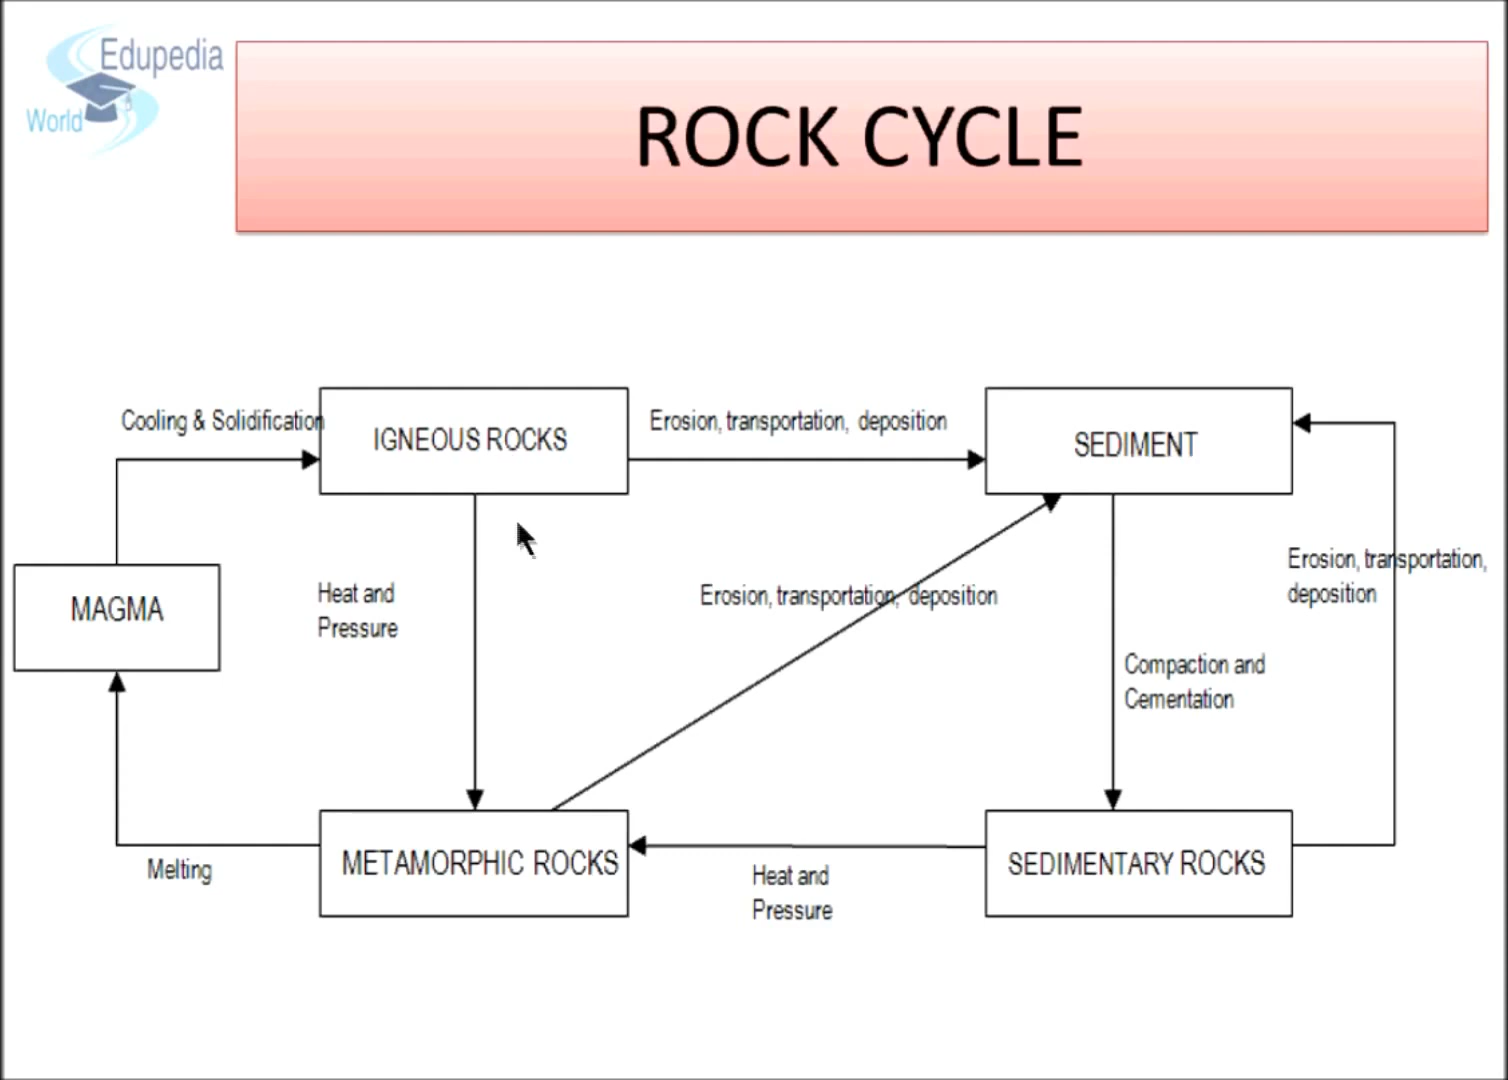 Edupedia
World
ROCK CYCLE
Cooling & Solidification
IGNEOUS ROCKS
Erosion, transportation, deposition
SEDIMENT
MAGMA
Heat and
Pressure
Erosion, transportation, deposition
Erosion, transportation,
deposition
Compaction and
Cementation
Melting
METAMORPHIC ROCKS
Heat and
Pressure
SEDIMENTARY ROCKS